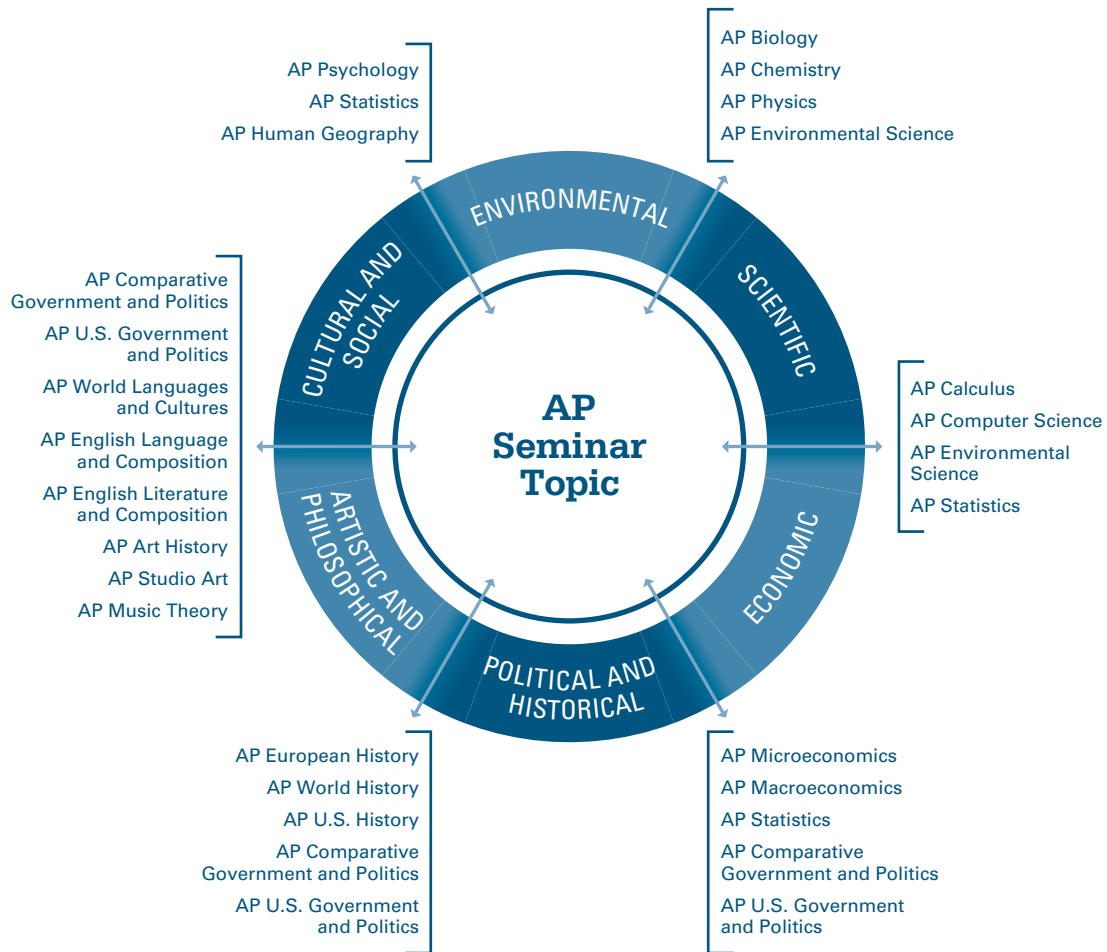 AP Psychology
AP Statistics
AP Human Geography
AP Biology
AP Chemistry
AP Physics
AP Environmental Science
ENVIRONMENTAL
CULTURAL AND
SOCIAL
SCIENTIFIC
AP Comparative
Government and Politics
AP U.S. Government
and Politics
AP World Languages
and Cultures
AP English Language
and Composition
AP English Literature
and Composition
AP Art History
AP Studio Art
AP Music Theory
AP
Seminar
Topic
AP Calculus
AP Computer Science
AP Environmental
Science
AP Statistics
ARTISTIC AND
PHILOSOPHICAL
ECONOMIC
POLITICAL AND
HISTORICAL
AP European History
AP World History
AP U.S. History
AP Comparative
Government and Politics
AP U.S. Government
and Politics
AP Microeconomics
AP Macroeconomics
AP Statistics
AP Comparative
Government and Politics
AP U.S. Government
and Politics